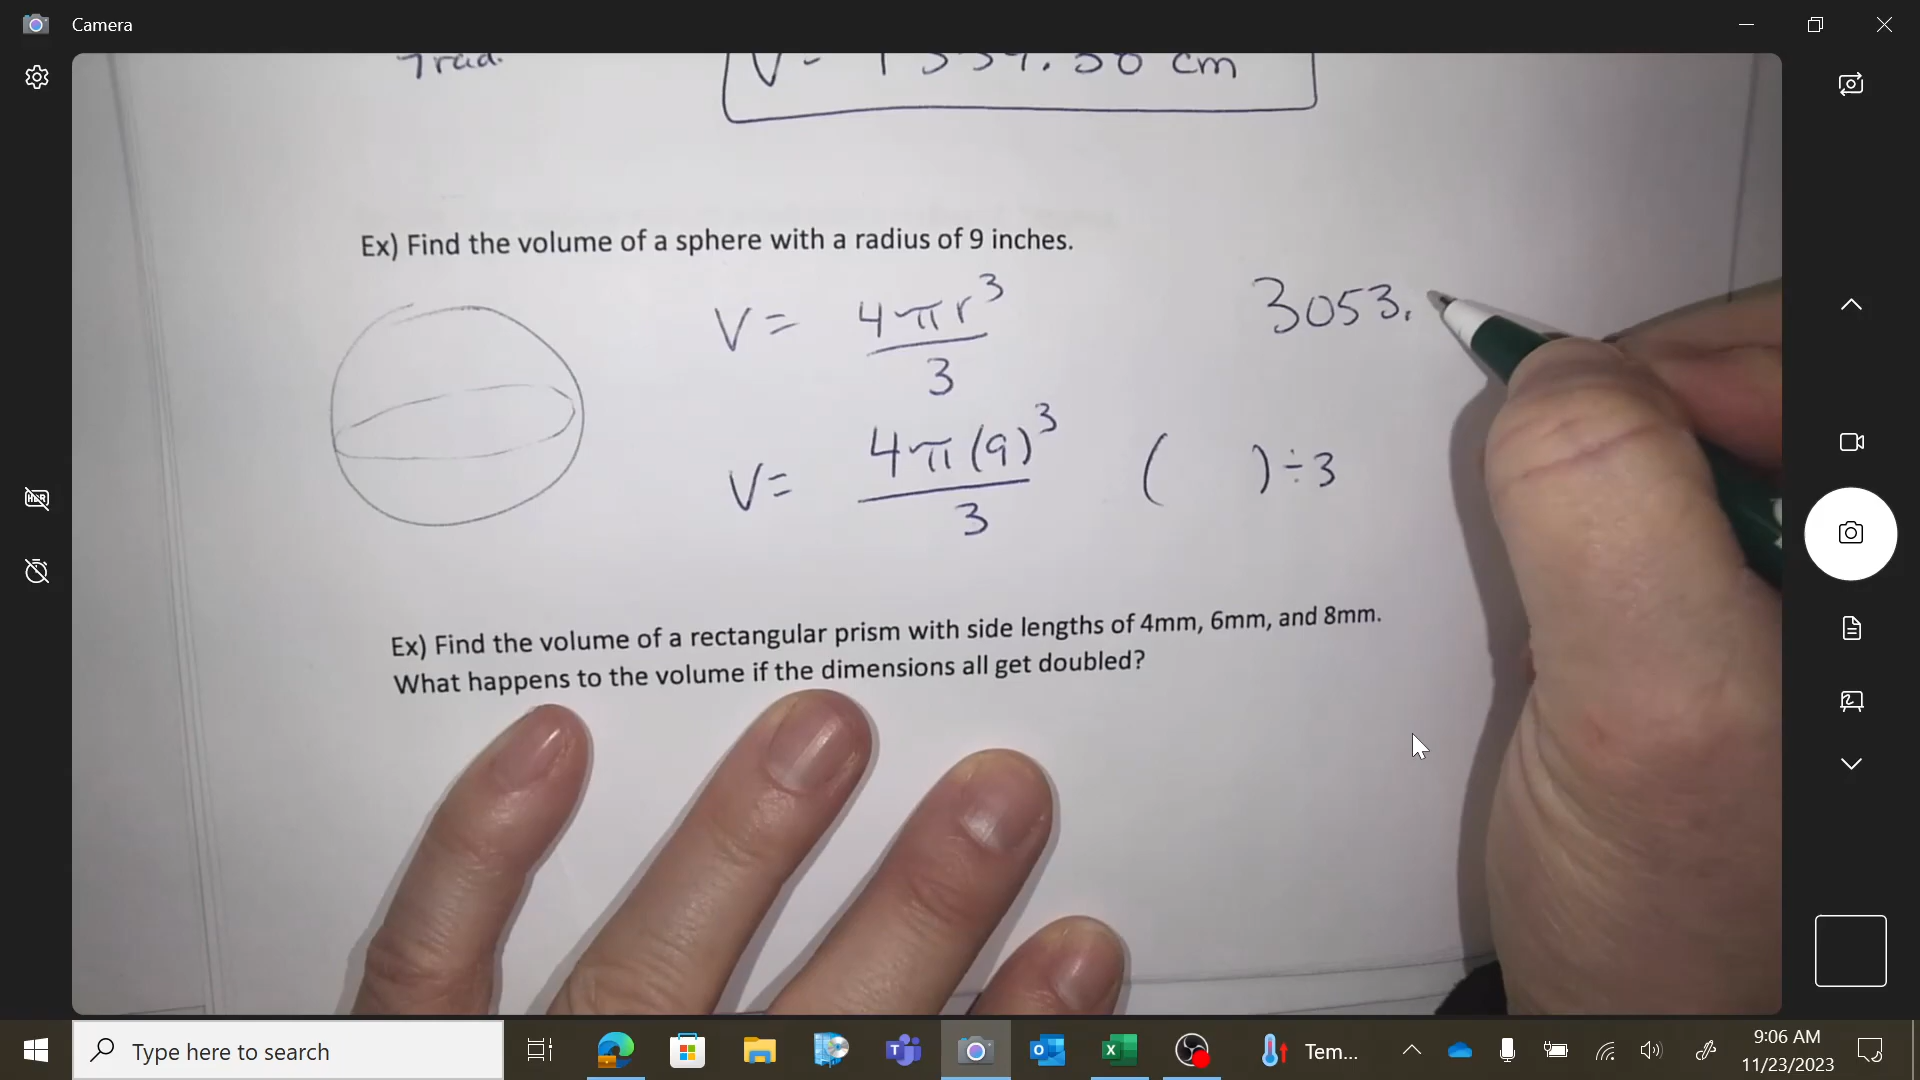 Camera
V = 1
cm
Ex) Find the volume of a sphere with a radius of 9 inches.
V = 4πr³ / 3
3053.
V = 4π(9)³ / 3 ( ) ÷ 3
Ex) Find the volume of a rectangular prism with side lengths of 4mm, 6mm, and 8mm.
What happens to the volume if the dimensions all get doubled?
Type here to search
Tem...
9:06 AM
11/23/2023